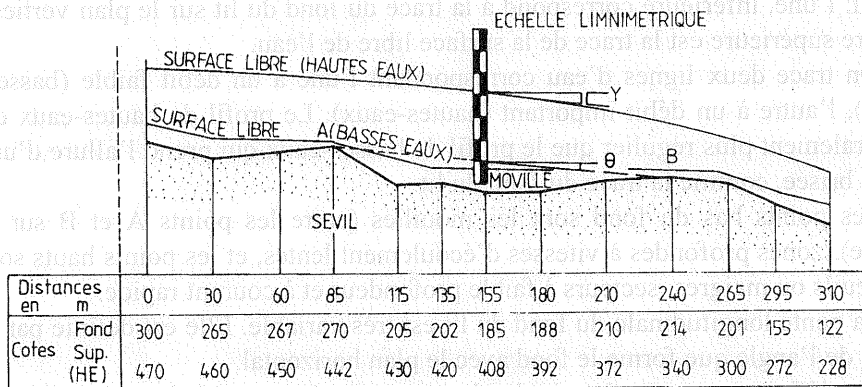 ECHELLE LIMNIMETRIQUE
SURFACE LIBRE (HAUTES EAUX)
Y
SURFACE LIBRE A(BASSES EAUX)
θ B
MOVILLE
SEVIL
Distances en m 0 30 60 85 115 135 155 180 210 240 265 295 310
Cotes Fond 300 265 267 270 205 202 185 188 210 214 201 155 122
Sup. (HE) 470 460 450 442 430 420 408 392 372 340 300 272 228